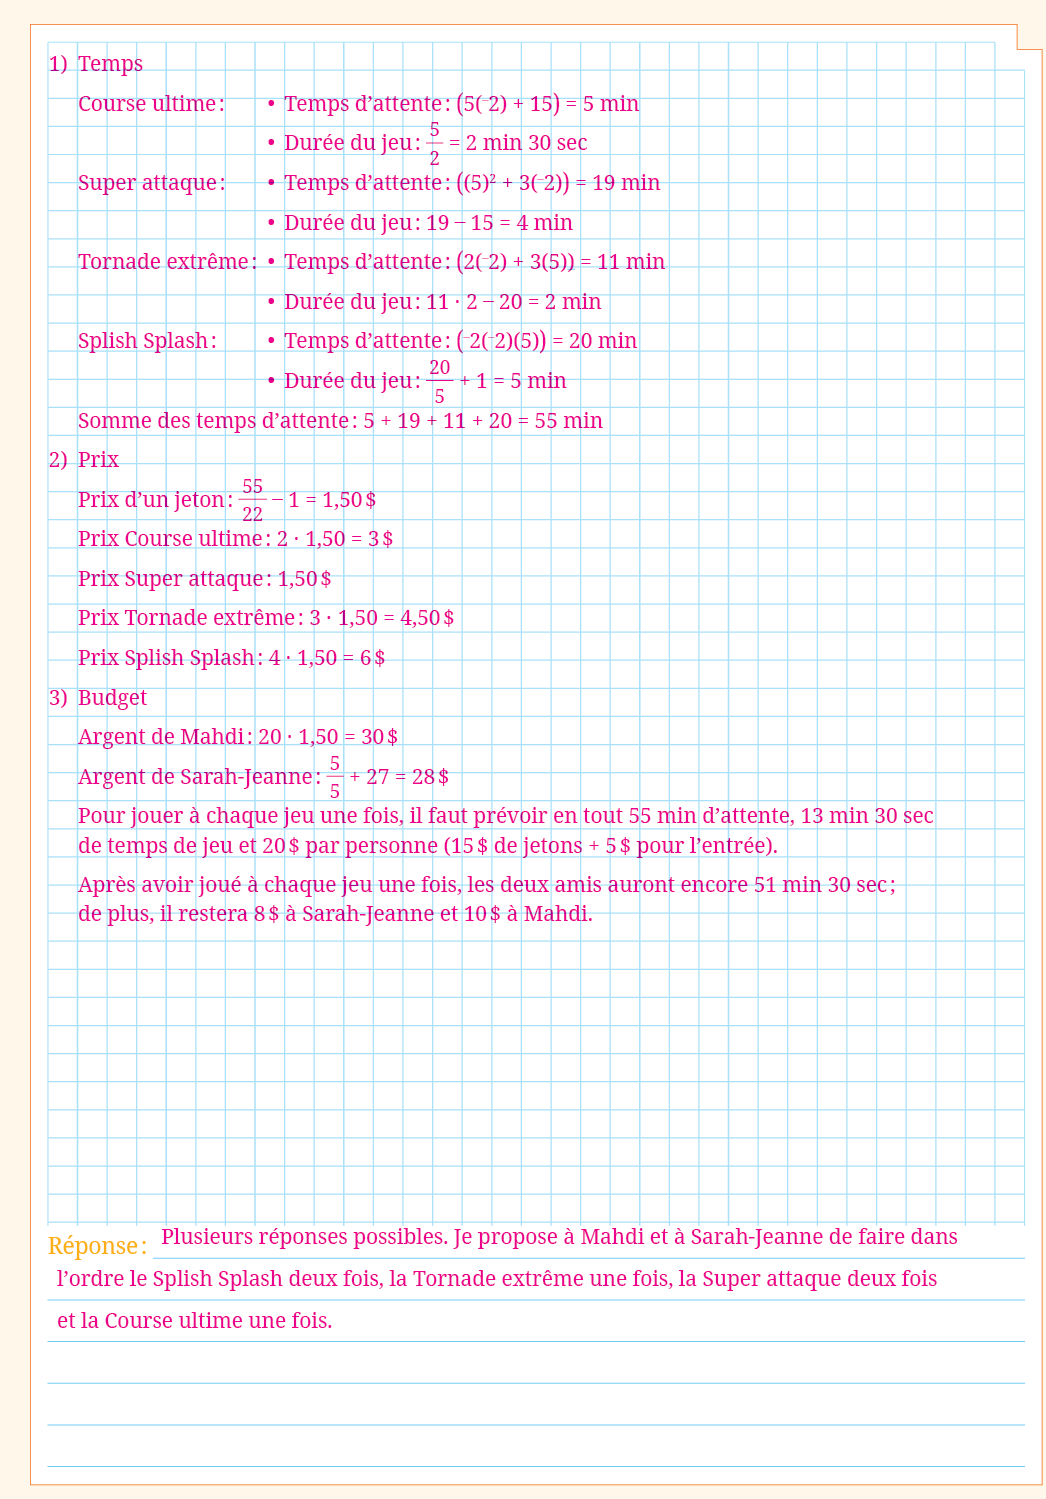 1) Temps
Course ultime : • Temps d’attente : (5(⁻2) + 15) = 5 min
• Durée du jeu : 5/2 = 2 min 30 sec
Super attaque : • Temps d’attente : ((5)² + 3(⁻2)) = 19 min
• Durée du jeu : 19 – 15 = 4 min
Tornade extrême : • Temps d’attente : (2(⁻2) + 3(5)) = 11 min
• Durée du jeu : 11 · 2 – 20 = 2 min
Splish Splash : • Temps d’attente : (⁻2(⁻2)(5)) = 20 min
• Durée du jeu : 20/5 + 1 = 5 min
Somme des temps d’attente : 5 + 19 + 11 + 20 = 55 min
2) Prix
Prix d’un jeton : 55/22 – 1 = 1,50 $
Prix Course ultime : 2 · 1,50 = 3 $
Prix Super attaque : 1,50 $
Prix Tornade extrême : 3 · 1,50 = 4,50 $
Prix Splish Splash : 4 · 1,50 = 6 $
3) Budget
Argent de Mahdi : 20 · 1,50 = 30 $
Argent de Sarah-Jeanne : 5/5 + 27 = 28 $
Pour jouer à chaque jeu une fois, il faut prévoir en tout 55 min d’attente, 13 min 30 sec
de temps de jeu et 20 $ par personne (15 $ de jetons + 5 $ pour l’entrée).
Après avoir joué à chaque jeu une fois, les deux amis auront encore 51 min 30 sec ;
de plus, il restera 8 $ à Sarah-Jeanne et 10 $ à Mahdi.
Réponse : Plusieurs réponses possibles. Je propose à Mahdi et à Sarah-Jeanne de faire dans
l’ordre le Splish Splash deux fois, la Tornade extrême une fois, la Super attaque deux fois
et la Course ultime une fois.